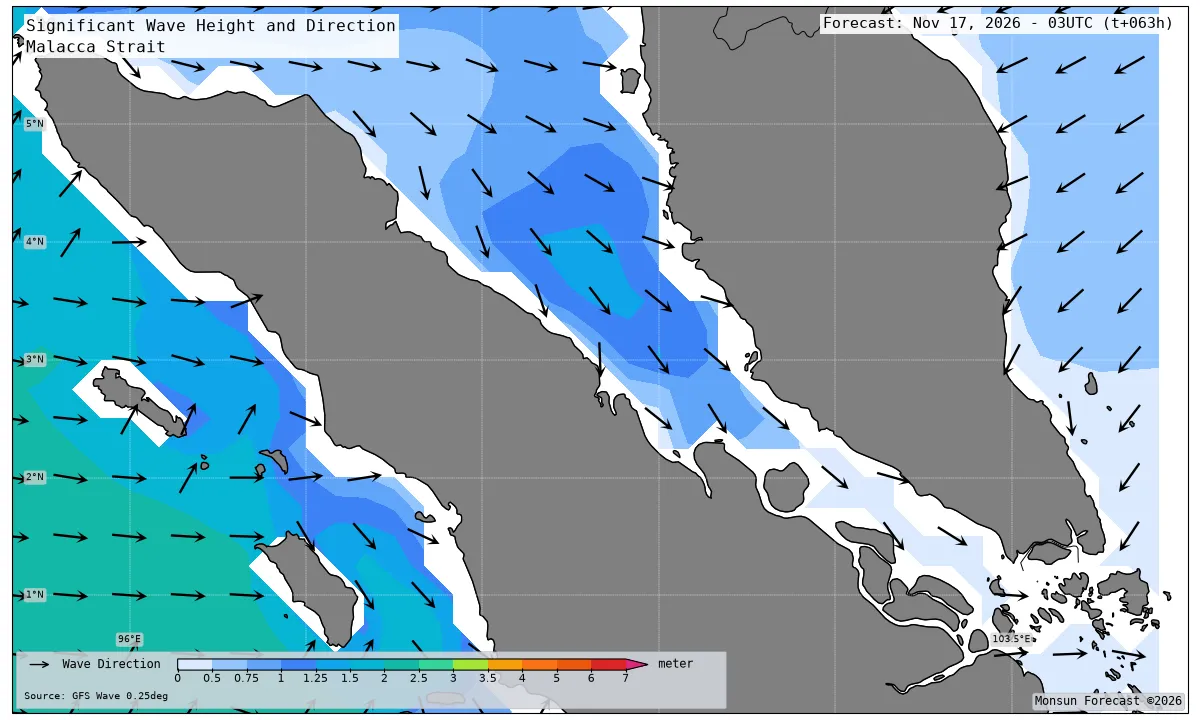 Significant Wave Height and Direction
Malacca Strait
Forecast: Nov 17, 2026 - 03UTC (t+063h)
5°N
4°N
3°N
2°N
1°N
96°E
103.5°E
Wave Direction
meter
0 0.5 0.75 1 1.25 1.5 2 2.5 3 3.5 4 5 6 7
Source: GFS Wave 0.25deg
Monsun Forecast ©2026